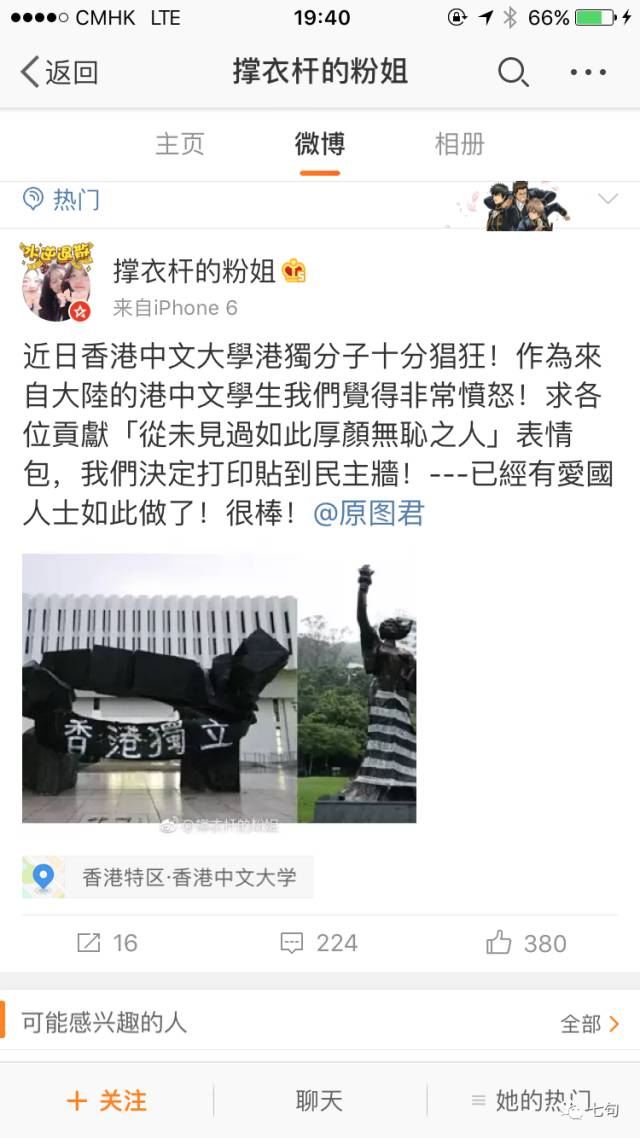 CMHK LTE 19:40 66%
返回 撑衣杆的粉姐
主页 微博 相册
热门
水逆退散
撑衣杆的粉姐
来自iPhone 6
近日香港中文大學港獨分子十分猖狂！作為來
自大陸的港中文學生我們覺得非常憤怒！求各
位貢獻「從未見過如此厚顏無恥之人」表情
包，我們決定打印貼到民主牆！---已經有愛國
人士如此做了！很棒！@原图君
香港獨立
@撑衣杆的粉姐
香港特区·香港中文大学
16 224 380
可能感兴趣的人 全部
+ 关注 聊天 她的热门
七句